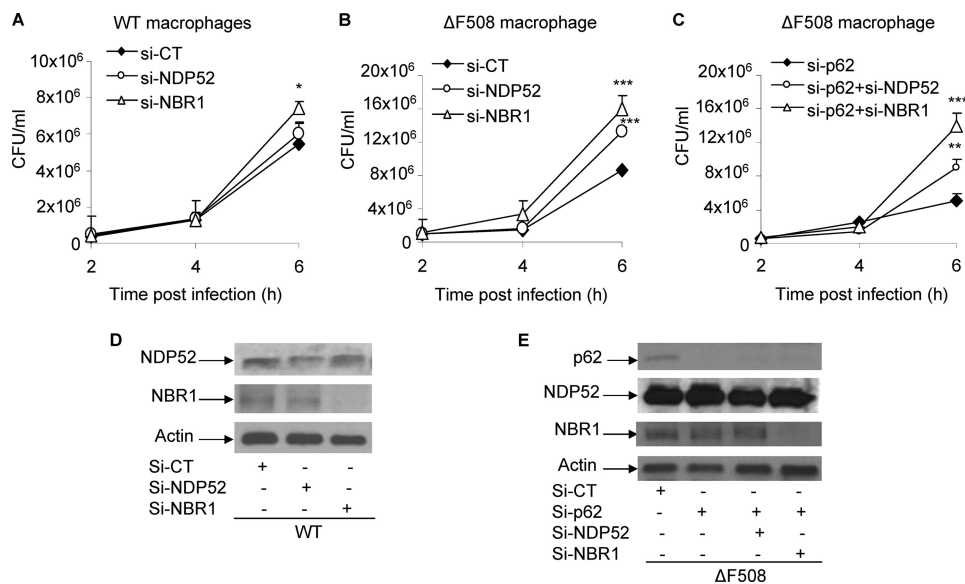 A
WT macrophages
si-CT
si-NDP52
si-NBR1
CFU/ml
10x10⁶
8x10⁶
6x10⁶
4x10⁶
2x10⁶
0
*
2 4 6
Time post infection (h)
B
ΔF508 macrophage
si-CT
si-NDP52
si-NBR1
CFU/ml
20x10⁶
16x10⁶
12x10⁶
8x10⁶
4x10⁶
0
***
***
2 4 6
Time post infection (h)
C
ΔF508 macrophage
si-p62
si-p62+si-NDP52
si-p62+si-NBR1
CFU/ml
20x10⁶
16x10⁶
12x10⁶
8x10⁶
4x10⁶
0
***
**
2 4 6
Time post infection (h)
D
NDP52
NBR1
Actin
Si-CT + - -
Si-NDP52 - + -
Si-NBR1 - - +
WT
E
p62
NDP52
NBR1
Actin
Si-CT + - - -
Si-p62 - + + +
Si-NDP52 - - + -
Si-NBR1 - - - +
ΔF508